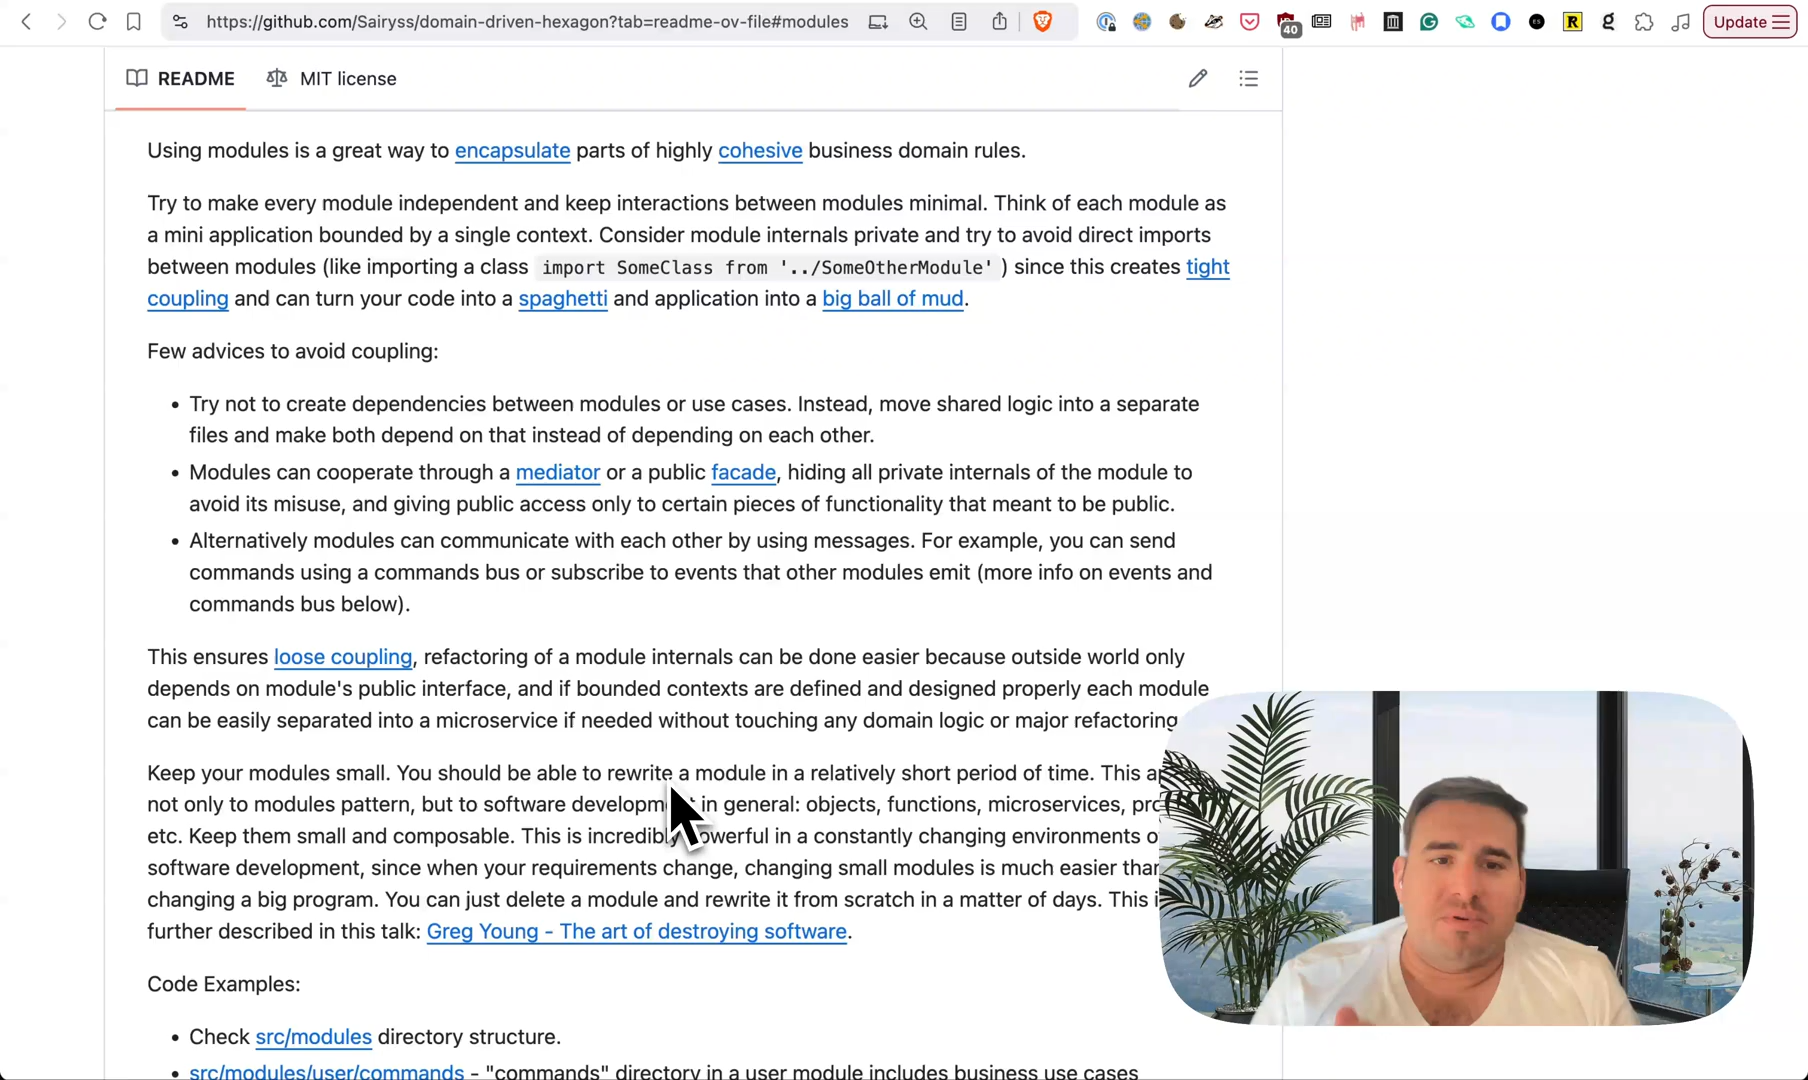 https://github.com/Sairyss/domain-driven-hexagon?tab=readme-ov-file#modules
40
Update
README
MIT license
Using modules is a great way to encapsulate parts of highly cohesive business domain rules.
Try to make every module independent and keep interactions between modules minimal. Think of each module as
a mini application bounded by a single context. Consider module internals private and try to avoid direct imports
between modules (like importing a class import SomeClass from '../SomeOtherModule') since this creates tight
coupling and can turn your code into a spaghetti and application into a big ball of mud.
Few advices to avoid coupling:
• Try not to create dependencies between modules or use cases. Instead, move shared logic into a separate
files and make both depend on that instead of depending on each other.
• Modules can cooperate through a mediator or a public facade, hiding all private internals of the module to
avoid its misuse, and giving public access only to certain pieces of functionality that meant to be public.
• Alternatively modules can communicate with each other by using messages. For example, you can send
commands using a commands bus or subscribe to events that other modules emit (more info on events and
commands bus below).
This ensures loose coupling, refactoring of a module internals can be done easier because outside world only
depends on module's public interface, and if bounded contexts are defined and designed properly each module
can be easily separated into a microservice if needed without touching any domain logic or major refactoring
Keep your modules small. You should be able to rewrite a module in a relatively short period of time. This
not only to modules pattern, but to software development in general: objects, functions, microservices,
etc. Keep them small and composable. This is incredibly powerful in a constantly changing environments
software development, since when your requirements change, changing small modules is much easier than
changing a big program. You can just delete a module and rewrite it from scratch in a matter of days. This
further described in this talk: Greg Young - The art of destroying software.
Code Examples:
• Check src/modules directory structure.
• src/modules/user/commands - "commands" directory in a user module includes business use cases